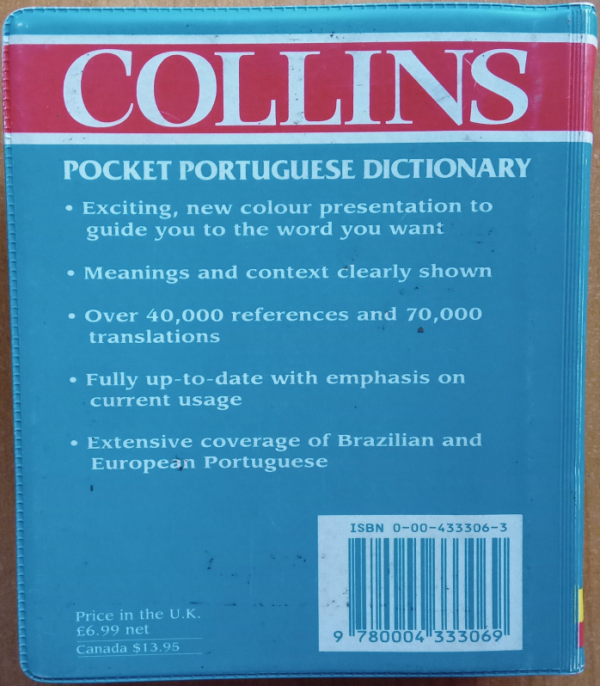 COLLINS
POCKET PORTUGUESE DICTIONARY
• Exciting, new colour presentation to
guide you to the word you want
• Meanings and context clearly shown
• Over 40,000 references and 70,000
translations
• Fully up-to-date with emphasis on
current usage
• Extensive coverage of Brazilian and
European Portuguese
ISBN 0-00-433306-3
9 780004 333069
Price in the U.K.
£6.99 net
Canada $13.95